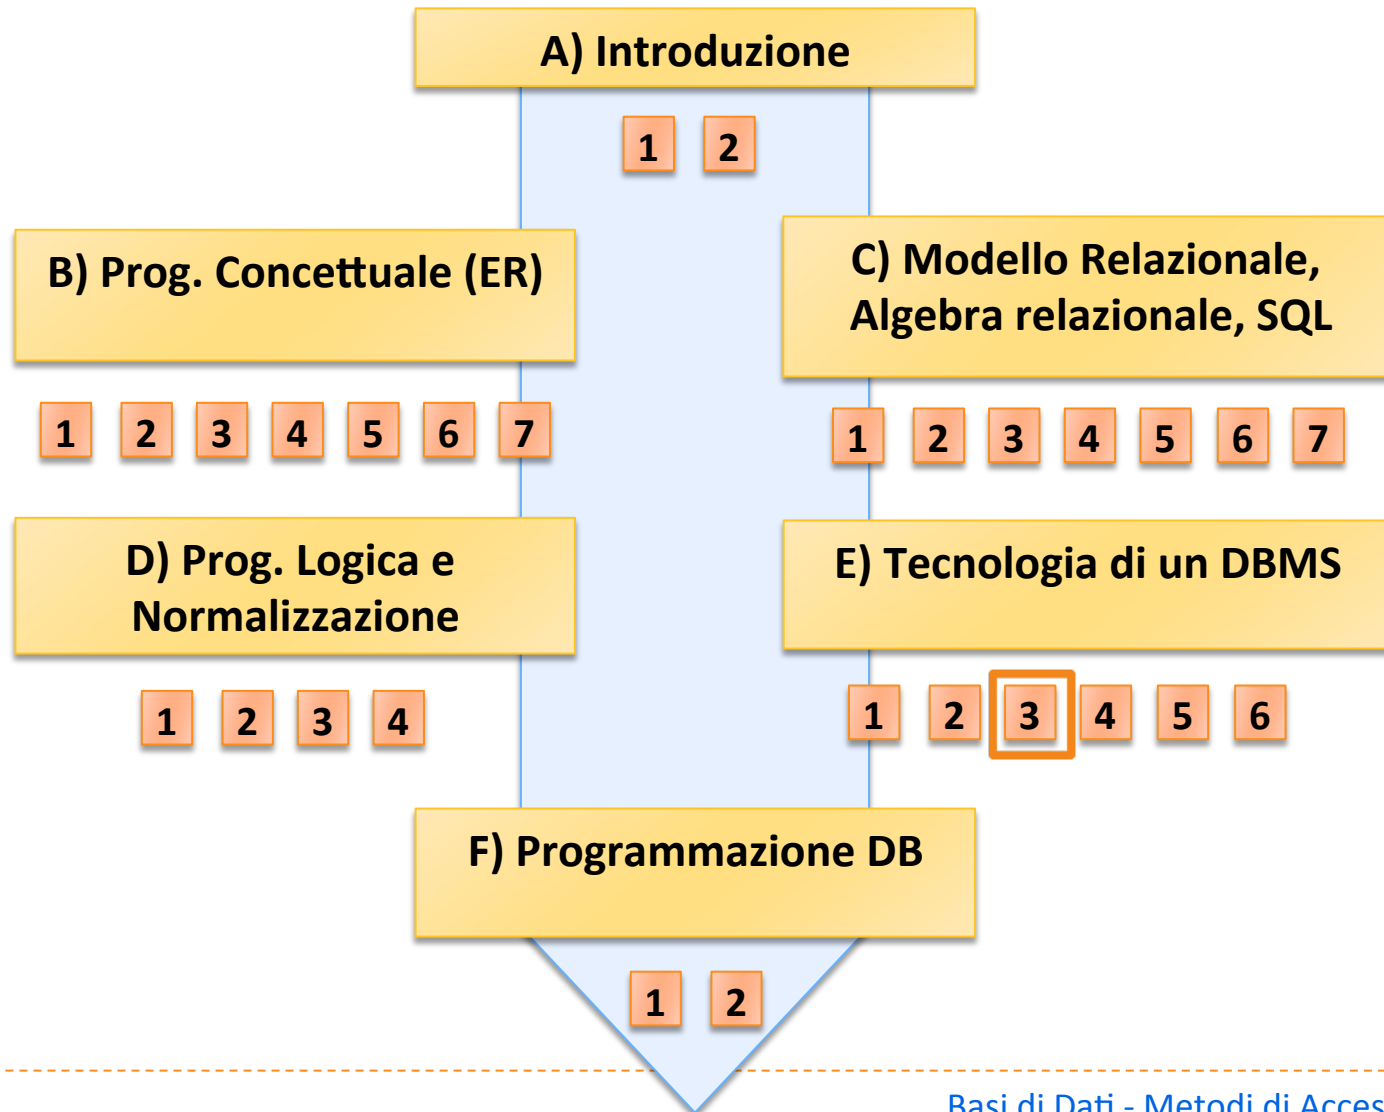 A) Introduzione
1 2
B) Prog. Concettuale (ER)
C) Modello Relazionale,
Algebra relazionale, SQL
1 2 3 4 5 6 7
1 2 3 4 5 6 7
D) Prog. Logica e
Normalizzazione
E) Tecnologia di un DBMS
1 2 3 4
1 2 3 4 5 6
F) Programmazione DB
1 2
Basi di Dati - Metodi di Acces